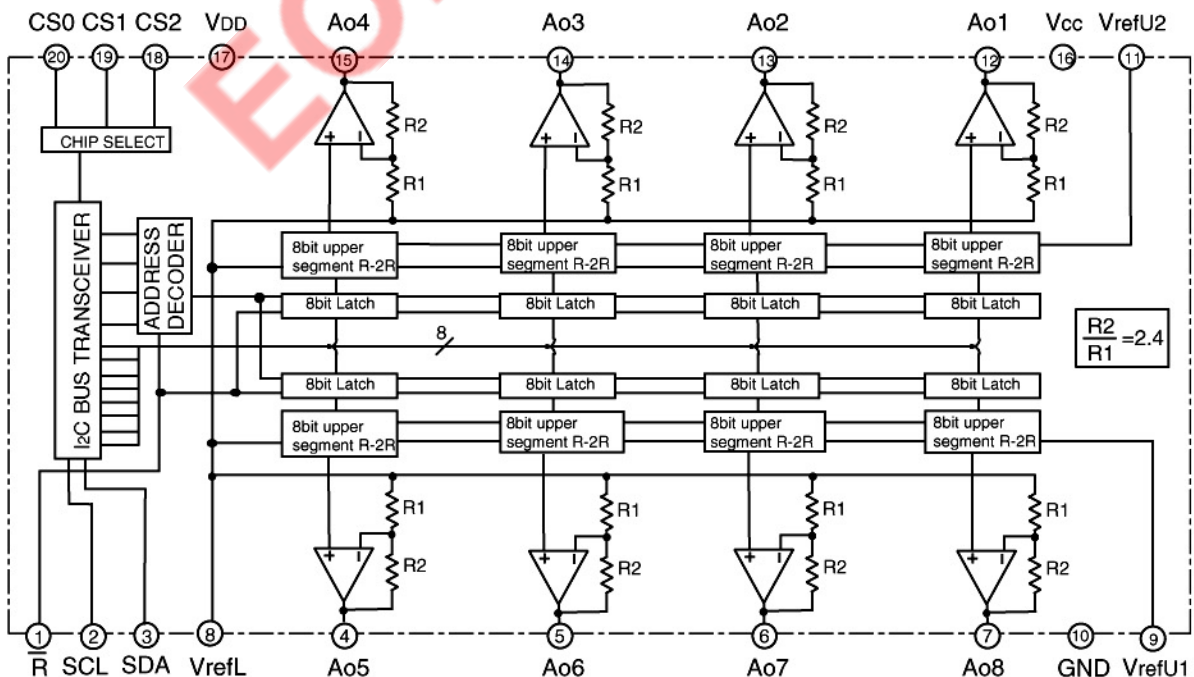 CS0 CS1 CS2 VDD Ao4 Ao3 Ao2 Ao1 Vcc VrefU2
20 19 18 17 15 14 13 12 16 11
CHIP SELECT
+ − + − + − + −
R2 R2 R2 R2
R1 R1 R1 R1
I2C BUS TRANSCEIVER
ADDRESS
DECODER
8bit upper
segment R-2R
8bit upper
segment R-2R
8bit upper
segment R-2R
8bit upper
segment R-2R
8bit Latch 8bit Latch 8bit Latch 8bit Latch
8
R2
R1
=2.4
8bit Latch 8bit Latch 8bit Latch 8bit Latch
8bit upper
segment R-2R
8bit upper
segment R-2R
8bit upper
segment R-2R
8bit upper
segment R-2R
R1 R1 R1 R1
+ − + − + − + −
R2 R2 R2 R2
1 2 3 8 4 5 6 7 10 9
R SCL SDA VrefL Ao5 Ao6 Ao7 Ao8 GND VrefU1